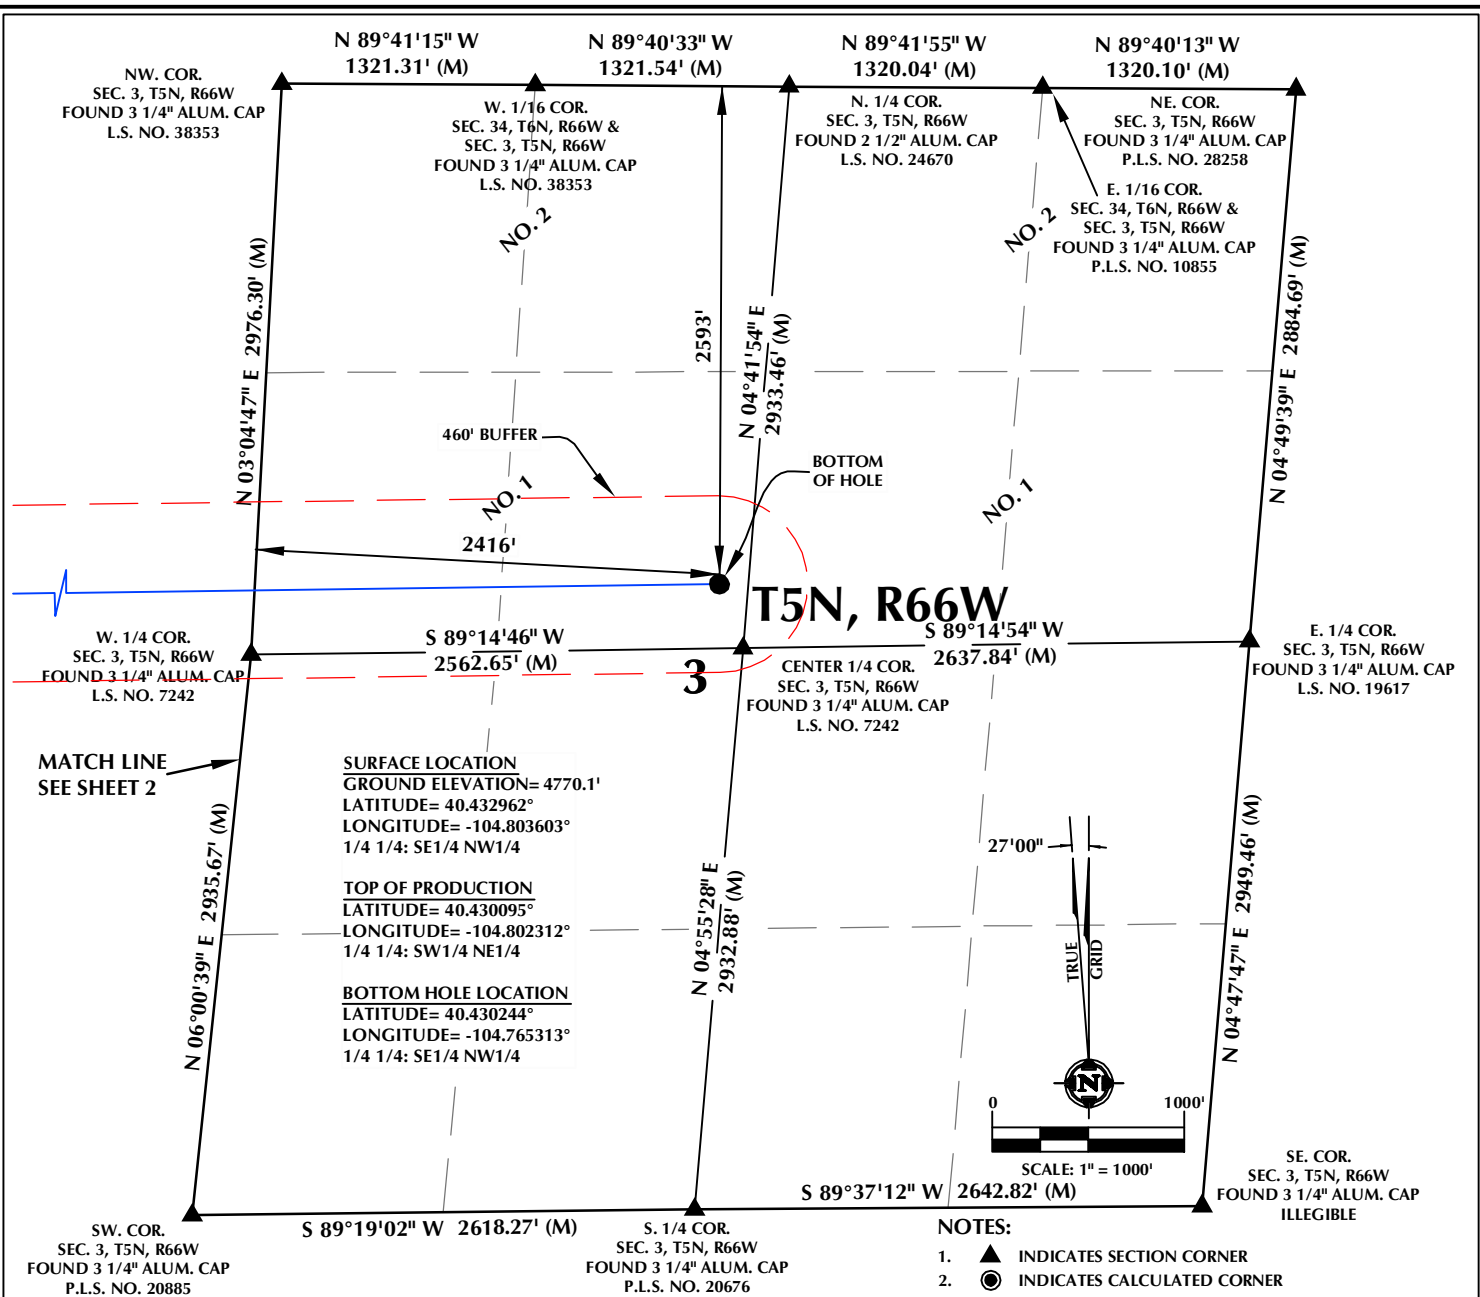 N 89°41'15" W
1321.31' (M)
N 89°40'33" W
1321.54' (M)
N 89°41'55" W
1320.04' (M)
N 89°40'13" W
1320.10' (M)
NW. COR.
SEC. 3, T5N, R66W
FOUND 3 1/4" ALUM. CAP
L.S. NO. 38353
W. 1/16 COR.
SEC. 34, T6N, R66W &
SEC. 3, T5N, R66W
FOUND 3 1/4" ALUM. CAP
L.S. NO. 38353
N. 1/4 COR.
SEC. 3, T5N, R66W
FOUND 2 1/2" ALUM. CAP
L.S. NO. 24670
NE. COR.
SEC. 3, T5N, R66W
FOUND 3 1/4" ALUM. CAP
P.L.S. NO. 28258
E. 1/16 COR.
SEC. 34, T6N, R66W &
SEC. 3, T5N, R66W
FOUND 3 1/4" ALUM. CAP
P.L.S. NO. 10855
NO. 2
NO. 2
N 03°04'47" E 2976.30' (M)
2593'
N 04°41'54" E
2933.46' (M)
N 04°49'39" E 2884.69' (M)
460' BUFFER
BOTTOM
OF HOLE
NO. 1
NO. 1
2416'
T5N, R66W
S 89°14'46" W
2562.65' (M)
S 89°14'54" W
2637.84' (M)
3
W. 1/4 COR.
SEC. 3, T5N, R66W
FOUND 3 1/4" ALUM. CAP
L.S. NO. 7242
CENTER 1/4 COR.
SEC. 3, T5N, R66W
FOUND 3 1/4" ALUM. CAP
L.S. NO. 7242
E. 1/4 COR.
SEC. 3, T5N, R66W
FOUND 3 1/4" ALUM. CAP
L.S. NO. 19617
MATCH LINE
SEE SHEET 2
SURFACE LOCATION
GROUND ELEVATION= 4770.1'
LATITUDE= 40.432962°
LONGITUDE= -104.803603°
1/4 1/4: SE1/4 NW1/4
TOP OF PRODUCTION
LATITUDE= 40.430095°
LONGITUDE= -104.802312°
1/4 1/4: SW1/4 NE1/4
BOTTOM HOLE LOCATION
LATITUDE= 40.430244°
LONGITUDE= -104.765313°
1/4 1/4: SE1/4 NW1/4
N 06°00'39" E 2935.67' (M)
N 04°55'28" E
2932.88' (M)
N 04°47'47" E 2949.46' (M)
27'00"
TRUE
GRID
N
0 1000'
SCALE: 1" = 1000'
S 89°19'02" W 2618.27' (M)
S 89°37'12" W 2642.82' (M)
SW. COR.
SEC. 3, T5N, R66W
FOUND 3 1/4" ALUM. CAP
P.L.S. NO. 20885
S. 1/4 COR.
SEC. 3, T5N, R66W
FOUND 3 1/4" ALUM. CAP
P.L.S. NO. 20676
SE. COR.
SEC. 3, T5N, R66W
FOUND 3 1/4" ALUM. CAP
ILLEGIBLE
NOTES:
1. INDICATES SECTION CORNER
2. INDICATES CALCULATED CORNER